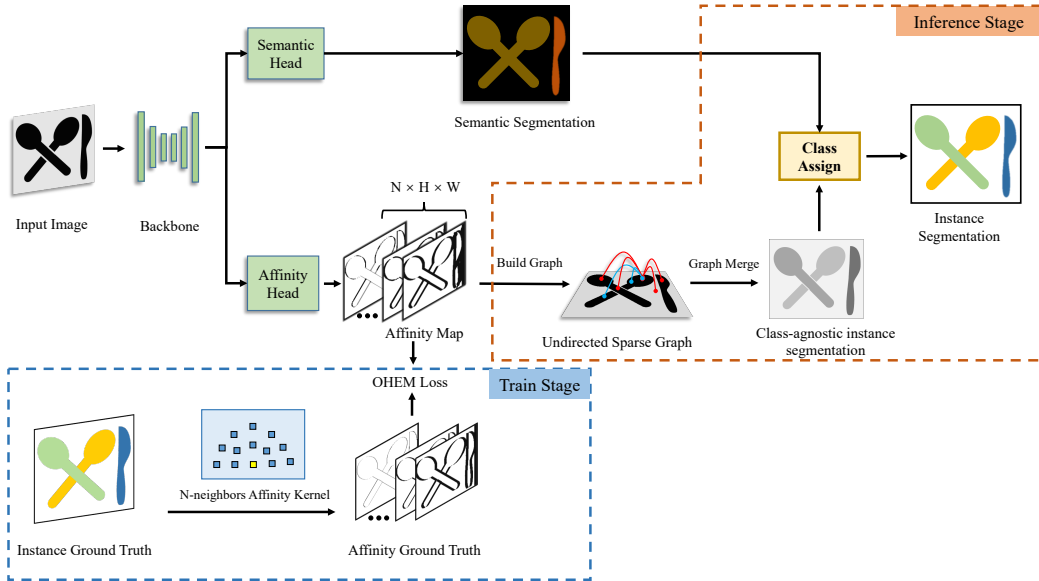 Inference Stage
Semantic
Head
Semantic Segmentation
Class
Assign
Input Image
Backbone
N × H × W
Instance
Segmentation
Affinity
Head
Build Graph
Graph Merge
Affinity Map
Undirected Sparse Graph
Class-agnostic instance
segmentation
OHEM Loss
Train Stage
N-neighbors Affinity Kernel
Instance Ground Truth
Affinity Ground Truth